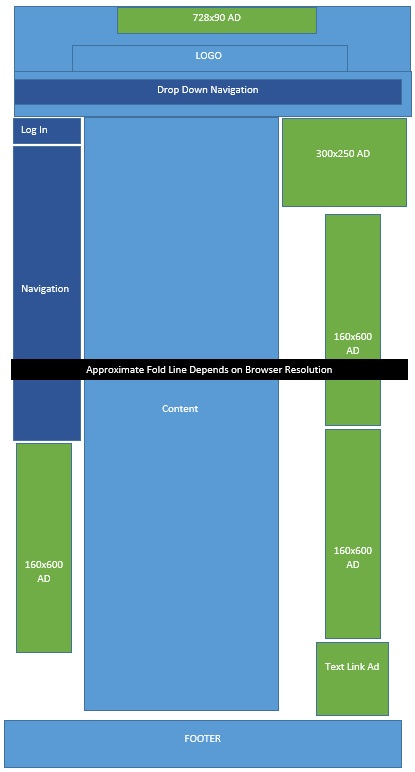 728x90 AD
LOGO
Drop Down Navigation
Log In
300x250 AD
Navigation
160x600
AD
Approximate Fold Line Depends on Browser Resolution
Content
160x600
AD
160x600
AD
Text Link Ad
FOOTER